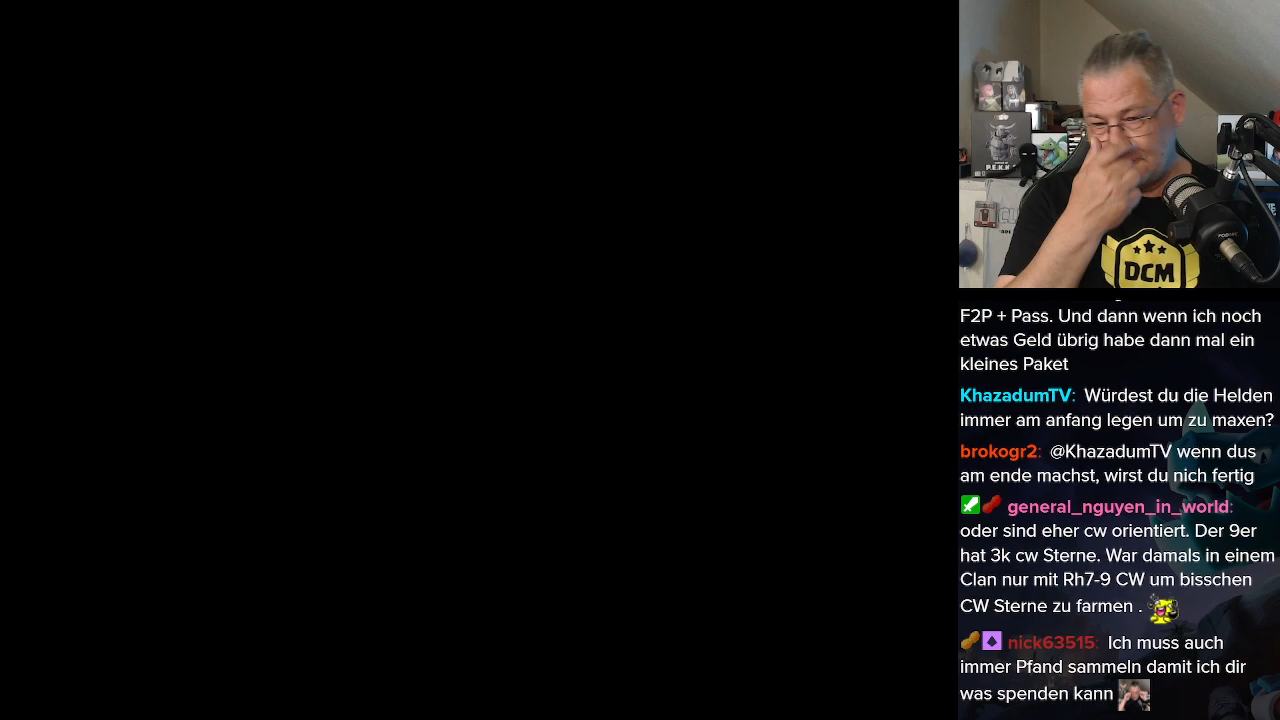 P.E.K.K.
DCM
F2P + Pass. Und dann wenn ich noch
etwas Geld übrig habe dann mal ein
kleines Paket
KhazadumTV: Würdest du die Helden
immer am anfang legen um zu maxen?
brokogr2: @KhazadumTV wenn dus
am ende machst, wirst du nich fertig
general_nguyen_in_world:
oder sind eher cw orientiert. Der 9er
hat 3k cw Sterne. War damals in einem
Clan nur mit Rh7-9 CW um bisschen
CW Sterne zu farmen .
nick63515: Ich muss auch
immer Pfand sammeln damit ich dir
was spenden kann